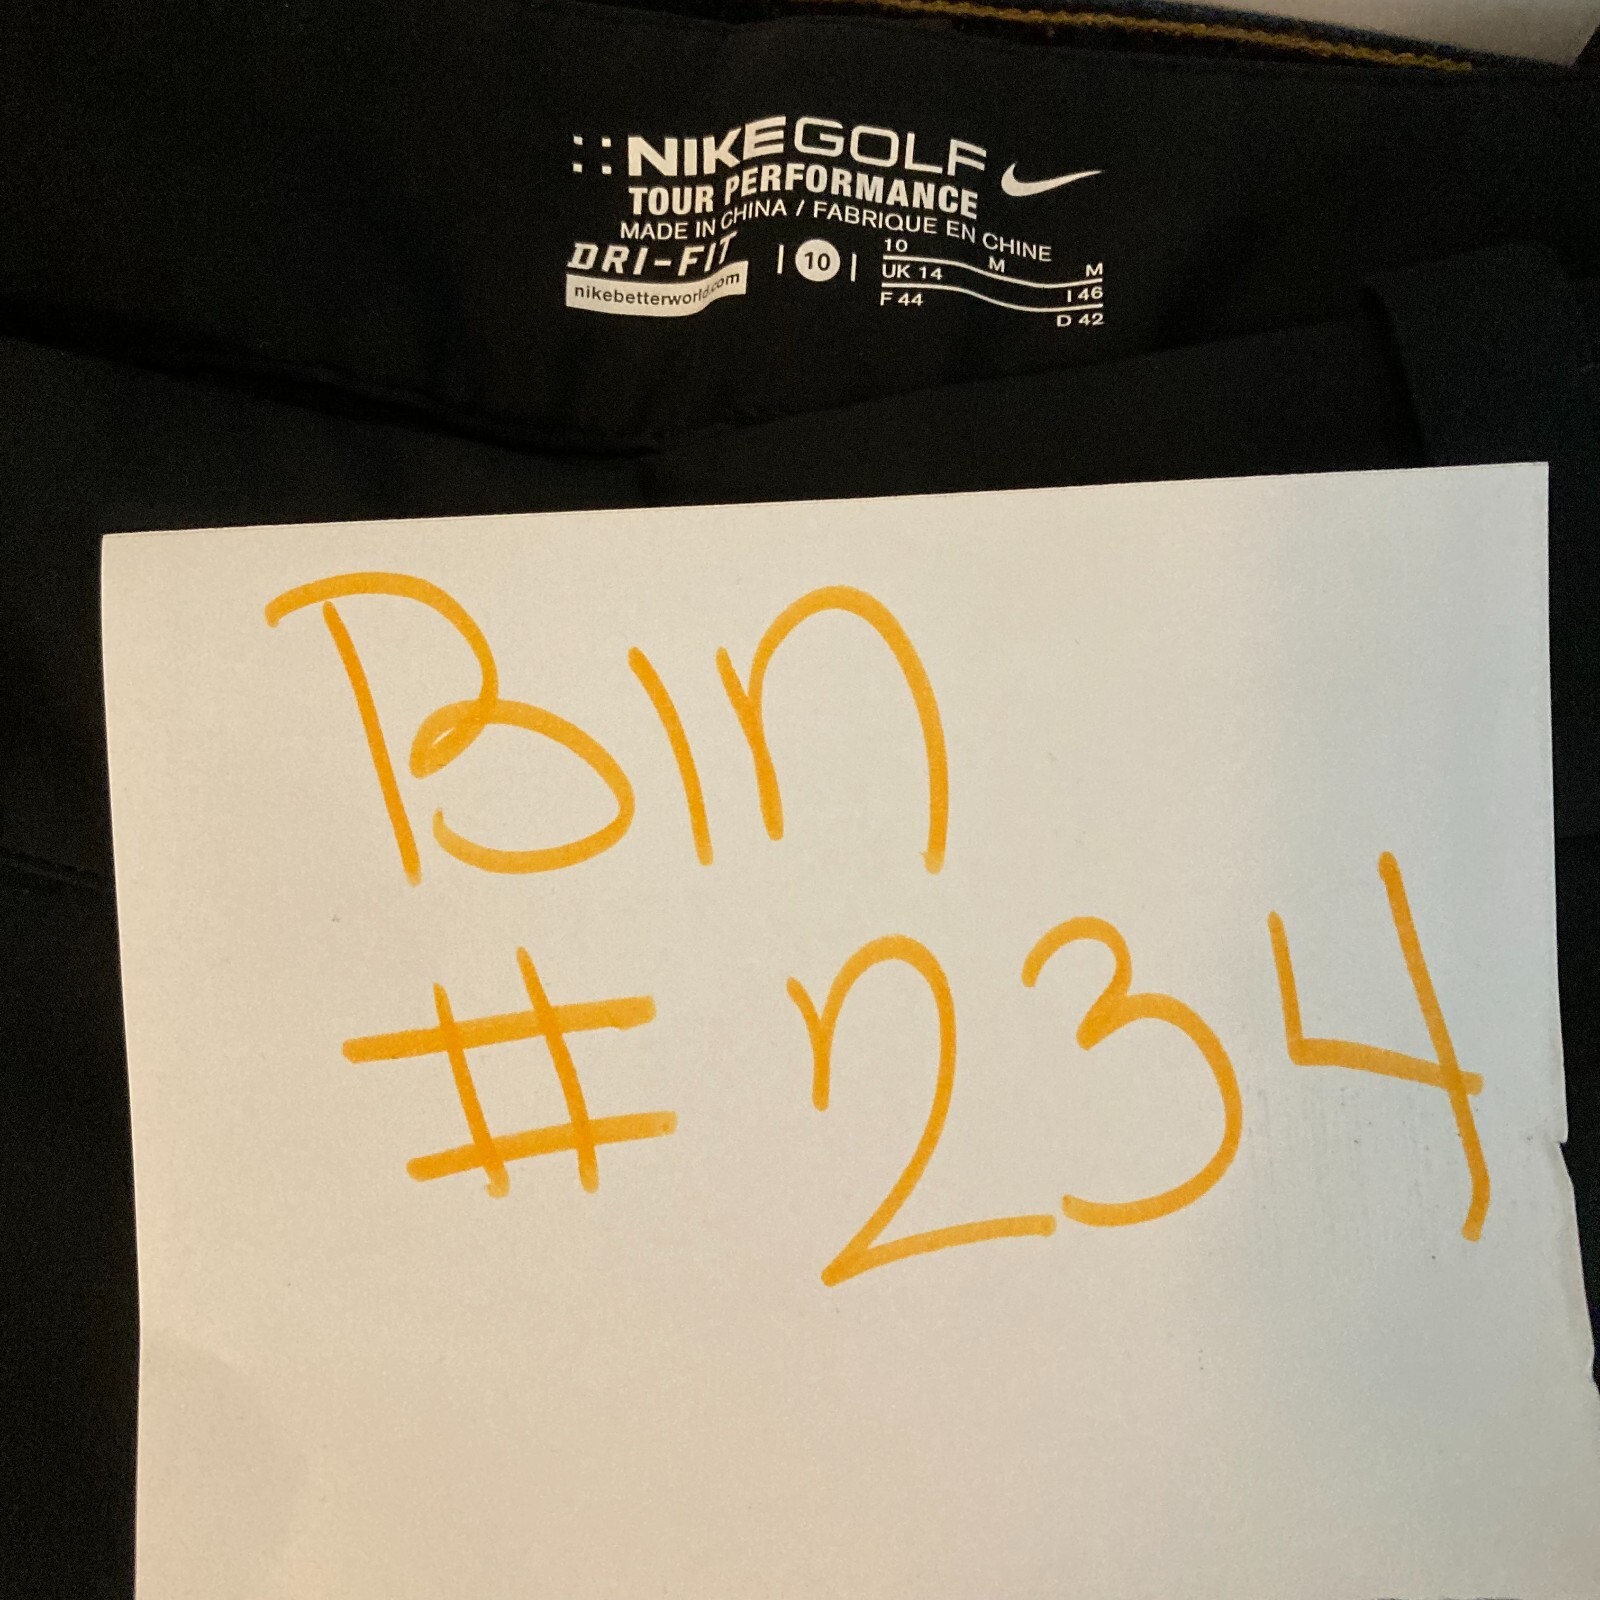 ::NIKEGOLF
TOUR PERFORMANCE
MADE IN CHINA / FABRIQUE EN CHINE
DRI-FIT | 10 |
nikebetterworld.com
10 M M
UK 14 I 46
F 44 D 42
Bin
# 234